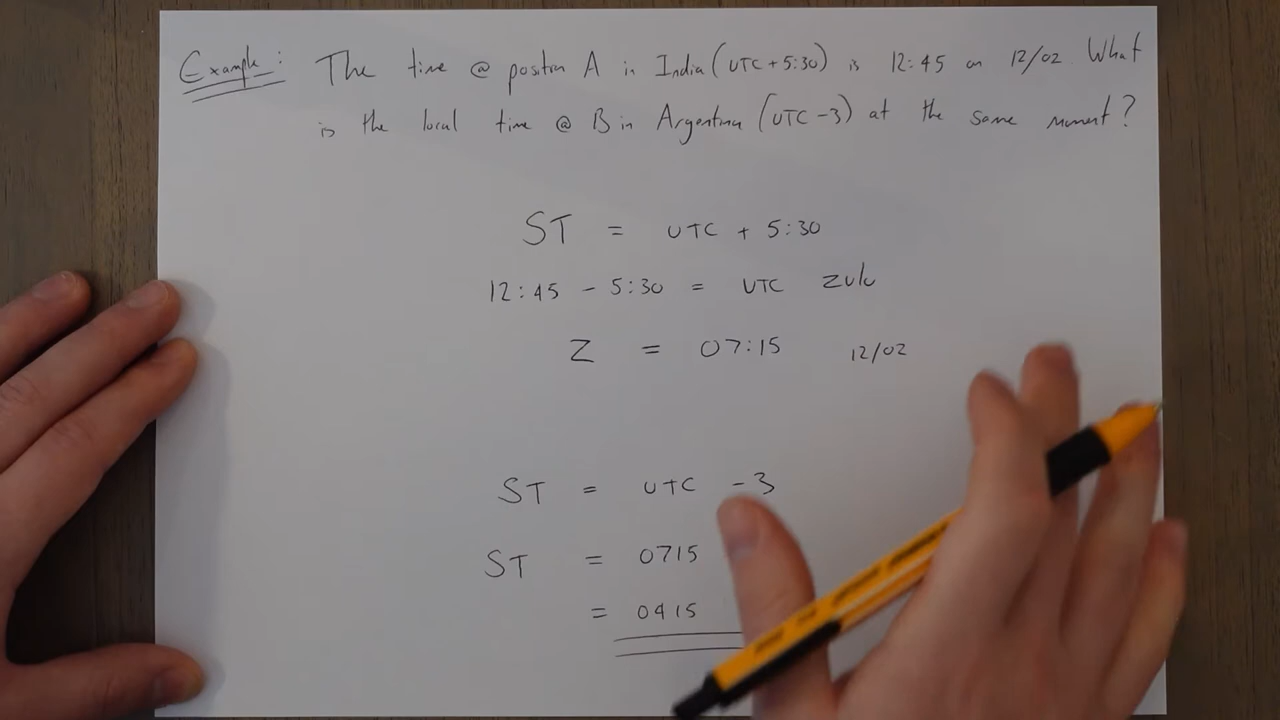 Example: The time @ position A in India (UTC + 5:30) is 12:45 on 12/02 What
is the local time @ B in Argentina (UTC -3) at the same moment?
ST = UTC + 5:30
12:45 - 5:30 = UTC Zulu
Z = 07:15 12/02
ST = UTC -3
ST = 0715
= 0415